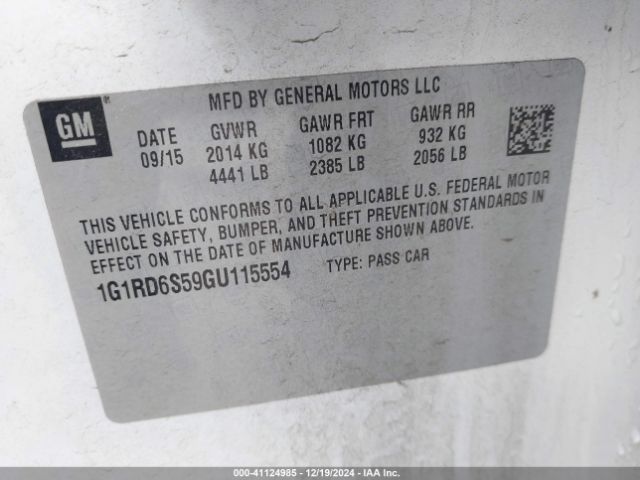 MFD BY GENERAL MOTORS LLC
GM
DATE GVWR GAWR FRT GAWR RR
09/15 2014 KG 1082 KG 932 KG
4441 LB 2385 LB 2056 LB
THIS VEHICLE CONFORMS TO ALL APPLICABLE U.S. FEDERAL MOTOR
VEHICLE SAFETY, BUMPER, AND THEFT PREVENTION STANDARDS IN
EFFECT ON THE DATE OF MANUFACTURE SHOWN ABOVE.
1G1RD6S59GU115554 TYPE: PASS CAR
000-41124985 - 12/19/2024 - IAA Inc.